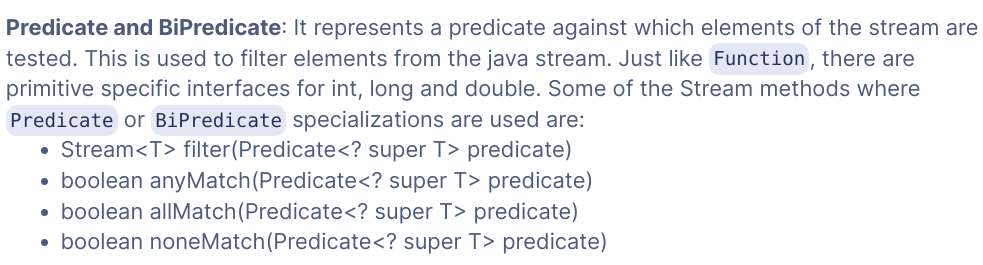 Predicate and BiPredicate: It represents a predicate against which elements of the stream are
tested. This is used to filter elements from the java stream. Just like Function, there are
primitive specific interfaces for int, long and double. Some of the Stream methods where
Predicate or BiPredicate specializations are used are:
• Stream<T> filter(Predicate<? super T> predicate)
• boolean anyMatch(Predicate<? super T> predicate)
• boolean allMatch(Predicate<? super T> predicate)
• boolean noneMatch(Predicate<? super T> predicate)